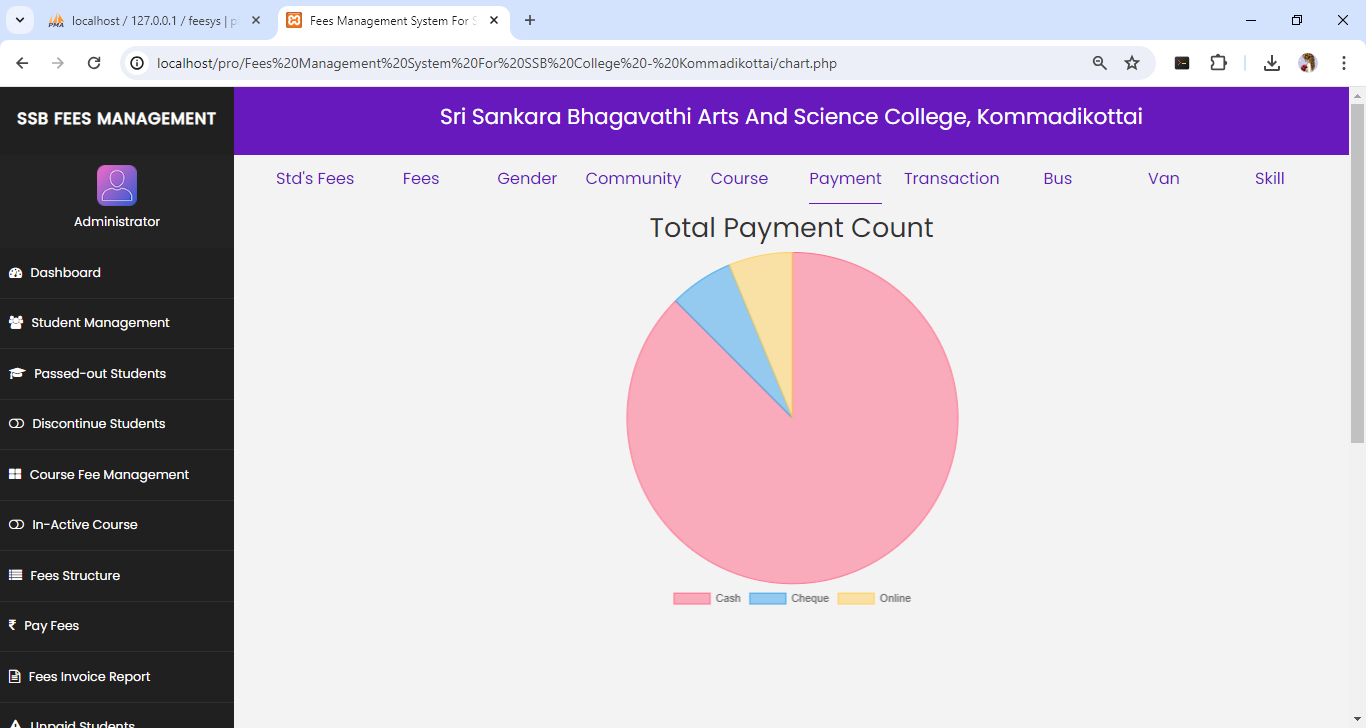 localhost / 127.0.0.1 / feesys | p
Fees Management System For S
localhost/pro/Fees%20Management%20System%20For%20SSB%20College%20-%20Kommadikottai/chart.php
SSB FEES MANAGEMENT
Administrator
Dashboard
Student Management
Passed-out Students
Discontinue Students
Course Fee Management
In-Active Course
Fees Structure
₹ Pay Fees
Fees Invoice Report
Unpaid Students
Sri Sankara Bhagavathi Arts And Science College, Kommadikottai
Std's Fees Fees Gender Community Course Payment Transaction Bus Van Skill
Total Payment Count
Cash Cheque Online